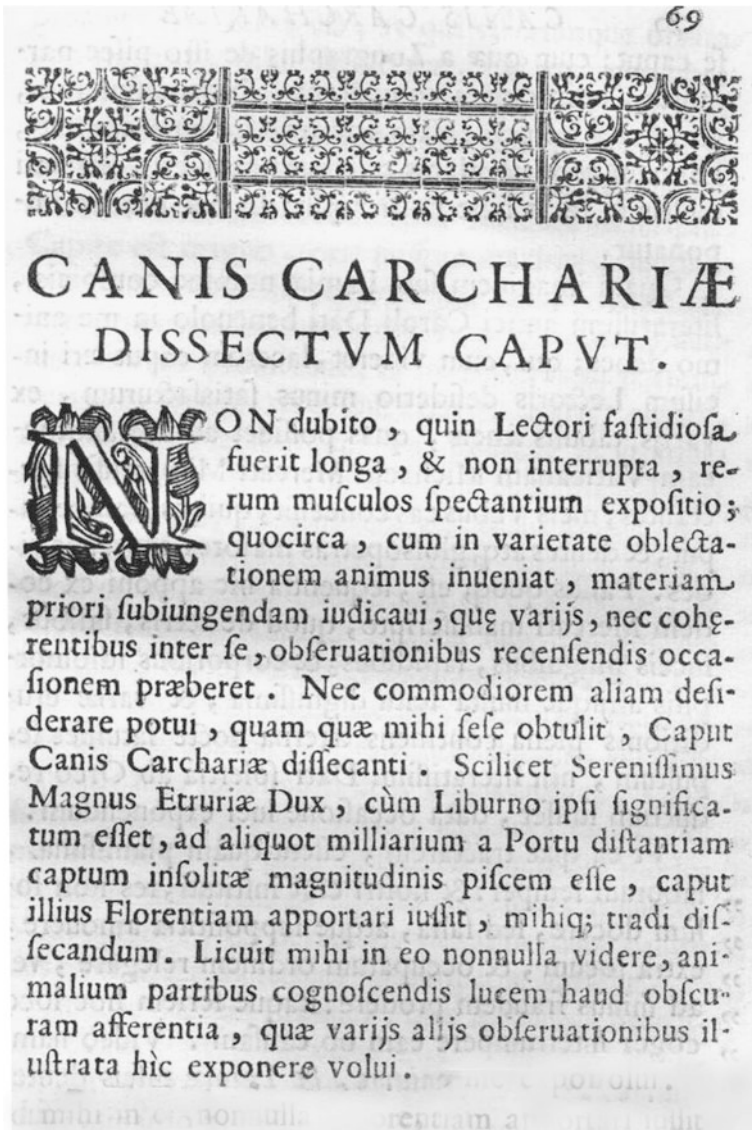 69
CANIS CARCHARIÆ
DISSECTVM CAPVT.
NON dubito, quin Lectori faſtidioſa
fuerit longa, & non interrupta, re-
rum muſculos ſpectantium expoſitio;
quocirca, cum in varietate oblecta-
tionem animus inueniat, materiam
priori ſubiungendam iudicaui, quę varijs, nec cohę-
rentibus inter ſe, obſeruationibus recenſendis occa-
ſionem præberet. Nec commodiorem aliam deſi-
derare potui, quam quæ mihi ſeſe obtulit, Caput
Canis Carchariæ diſſecanti. Scilicet Sereniſſimus
Magnus Etruriæ Dux, cùm Liburno ipſi ſignifica-
tum eſſet, ad aliquot milliarium a Portu diſtantiam
captum inſolitæ magnitudinis piſcem eſſe, caput
illius Florentiam apportari iuſſit, mihiq; tradi diſ-
ſecandum. Licuit mihi in eo nonnulla videre, ani-
malium partibus cognoſcendis lucem haud obſcu-
ram afferentia, quæ varijs alijs obſeruationibus il-
uſtrata hìc exponere volui.